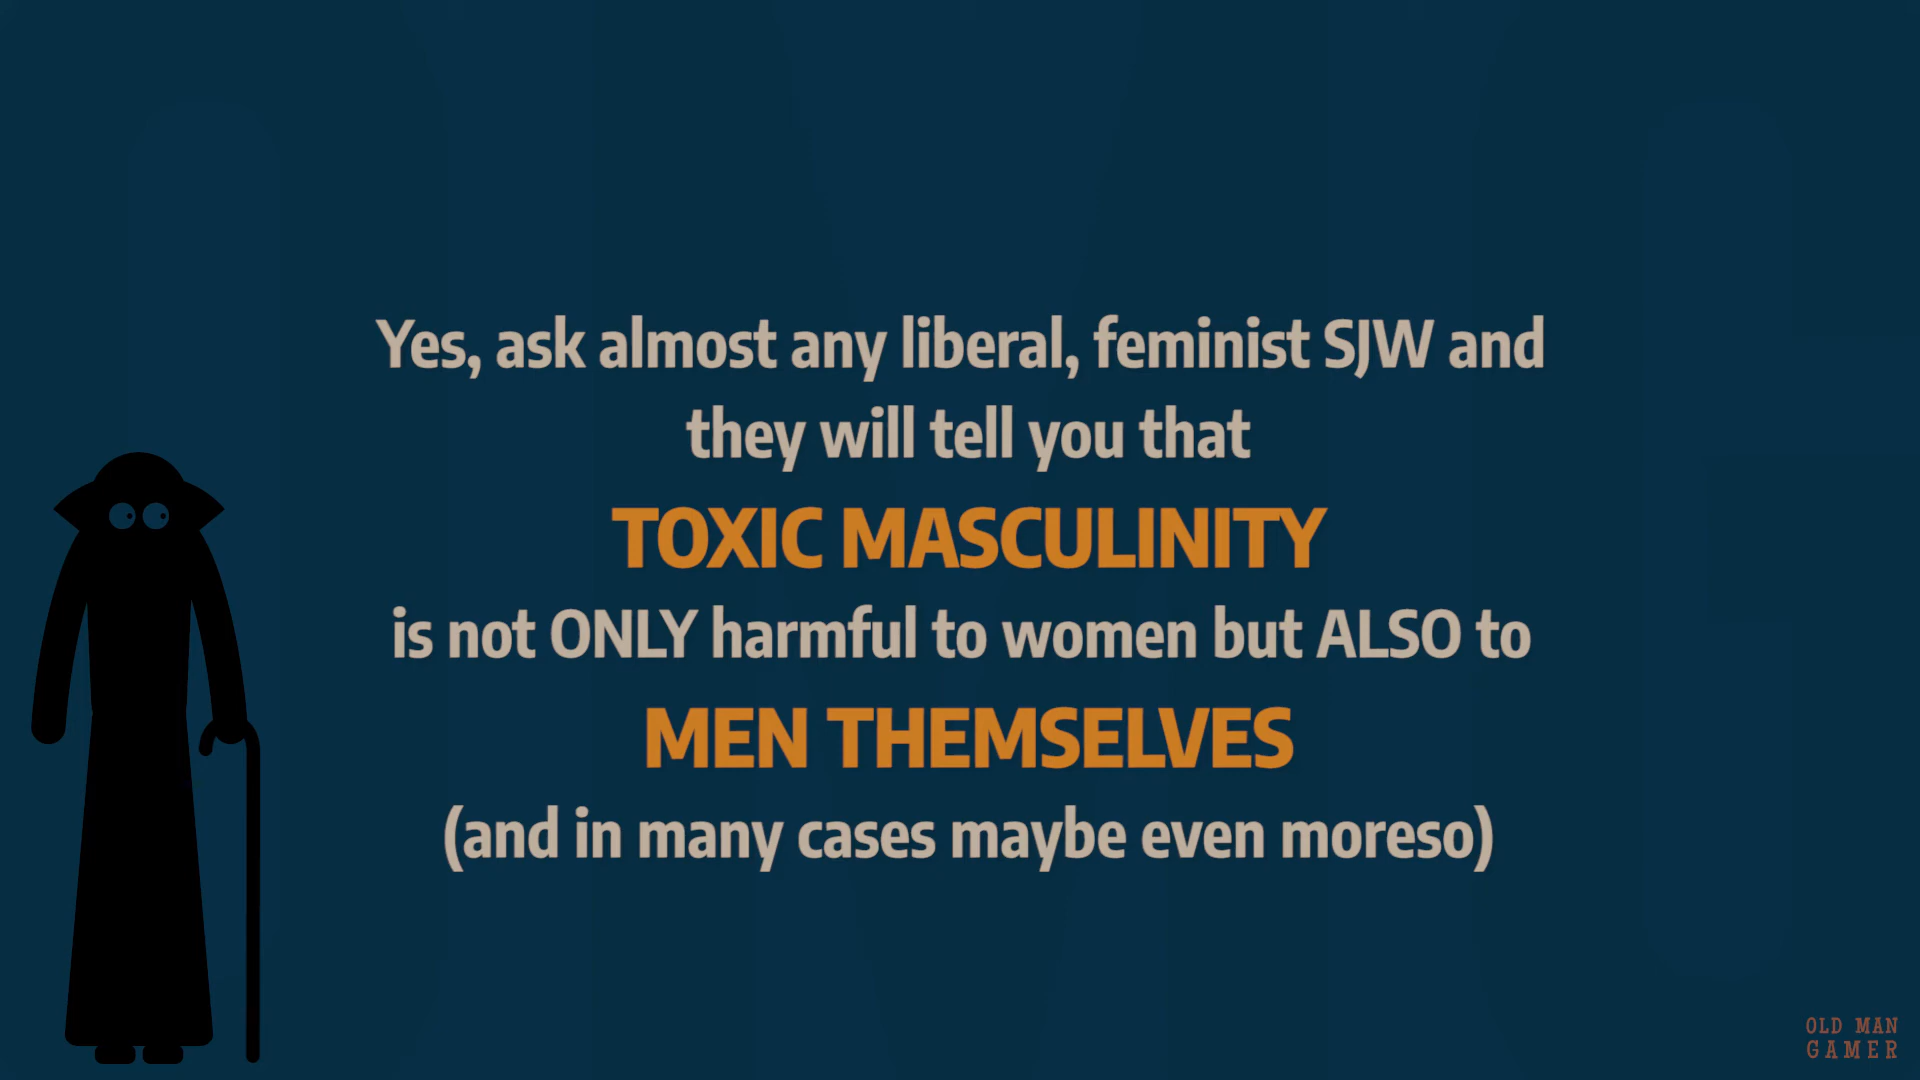 Yes, ask almost any liberal, feminist SJW and
they will tell you that
TOXIC MASCULINITY
is not ONLY harmful to women but ALSO to
MEN THEMSELVES
(and in many cases maybe even moreso)
OLD MAN
GAMER